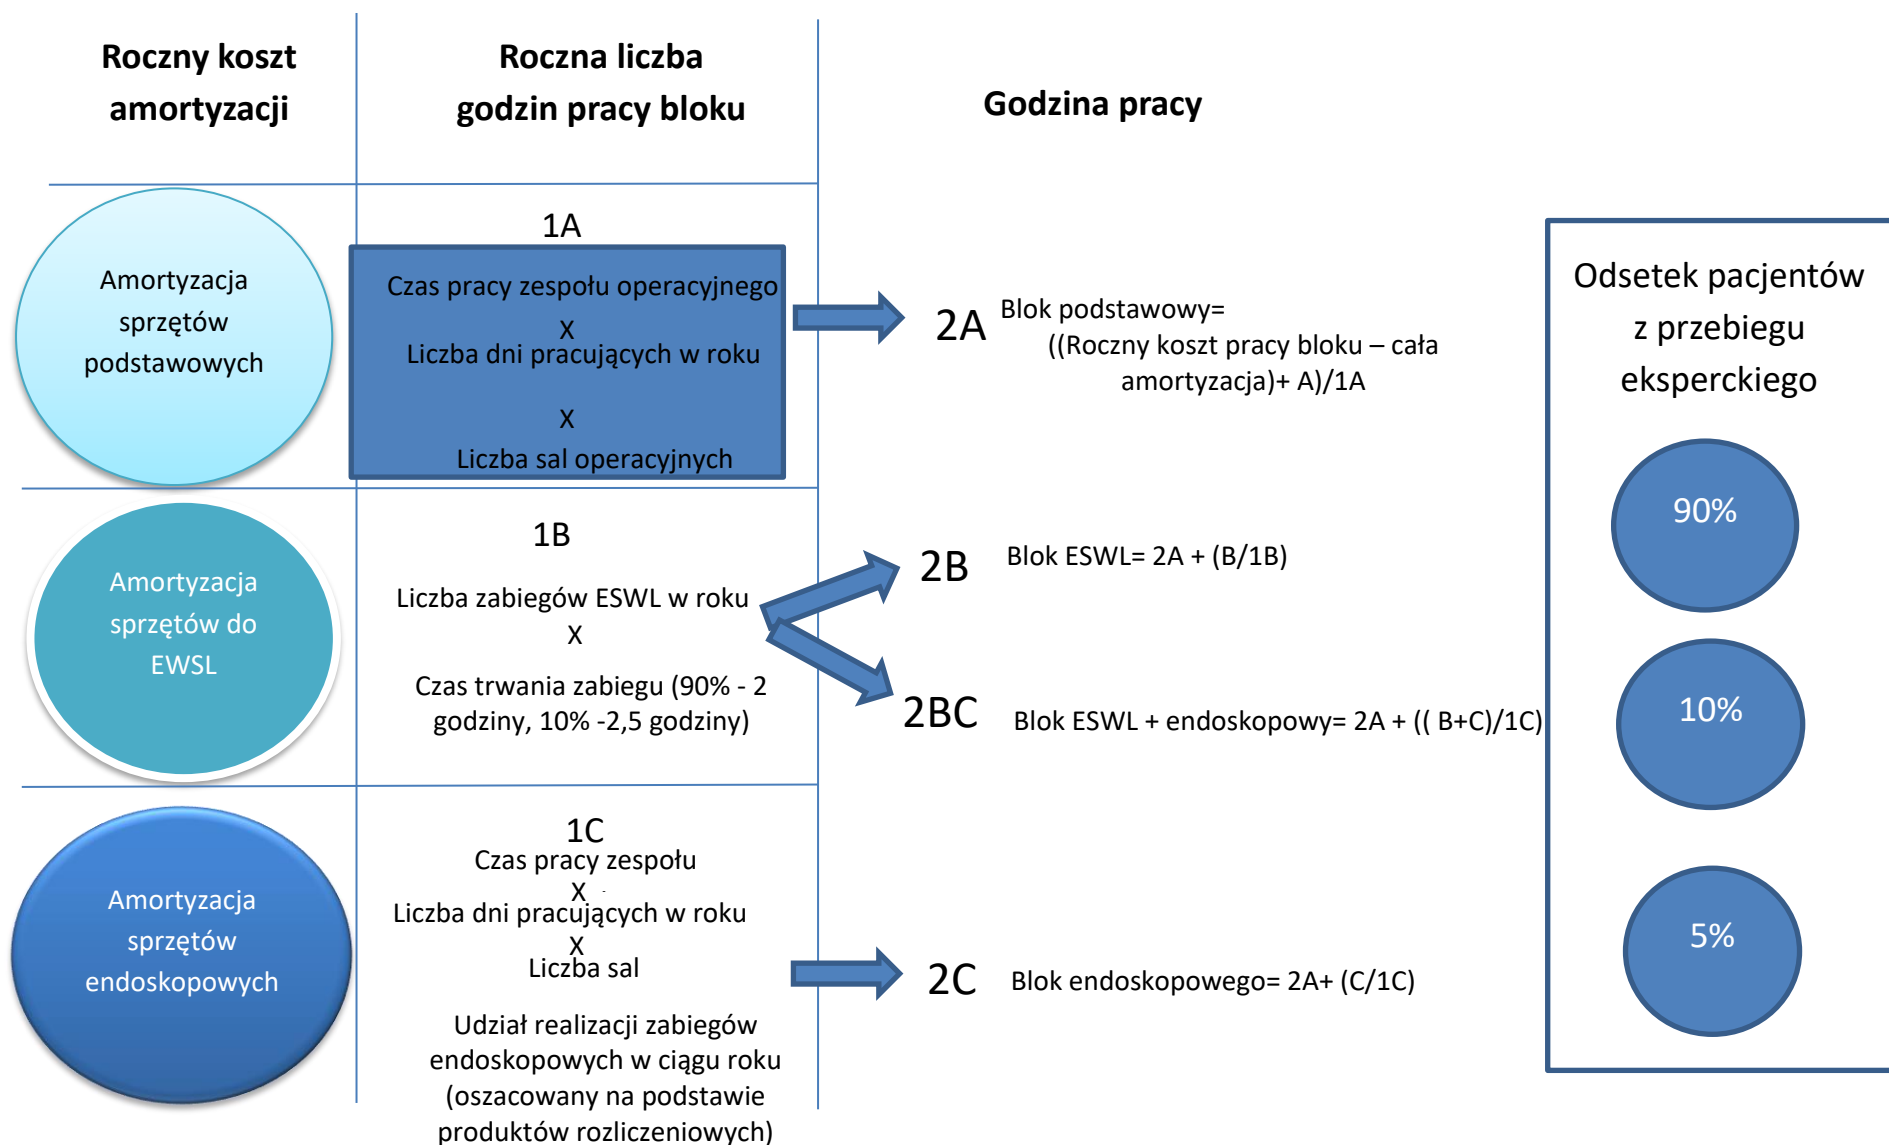 Roczny koszt
amortyzacji
Roczna liczba
godzin pracy bloku
Godzina pracy
Amortyzacja
sprzętów
podstawowych
1A
Czas pracy zespołu operacyjnego
X
Liczba dni pracujących w roku
X
Liczba sal operacyjnych
2A
Blok podstawowy=
((Roczny koszt pracy bloku – cała
amortyzacja)+ A)/1A
Amortyzacja
sprzętów do
EWSL
1B
Liczba zabiegów ESWL w roku
X
Czas trwania zabiegu (90% - 2
godziny, 10% -2,5 godziny)
2B
Blok ESWL= 2A + (B/1B)
2BC
Blok ESWL + endoskopowy= 2A + (( B+C)/1C)
Amortyzacja
sprzętów
endoskopowych
1C
Czas pracy zespołu
X
Liczba dni pracujących w roku
X
Liczba sal
Udział realizacji zabiegów
endoskopowych w ciągu roku
(oszacowany na podstawie
produktów rozliczeniowych)
2C
Blok endoskopowego= 2A+ (C/1C)
Odsetek pacjentów
z przebiegu
eksperckiego
90%
10%
5%